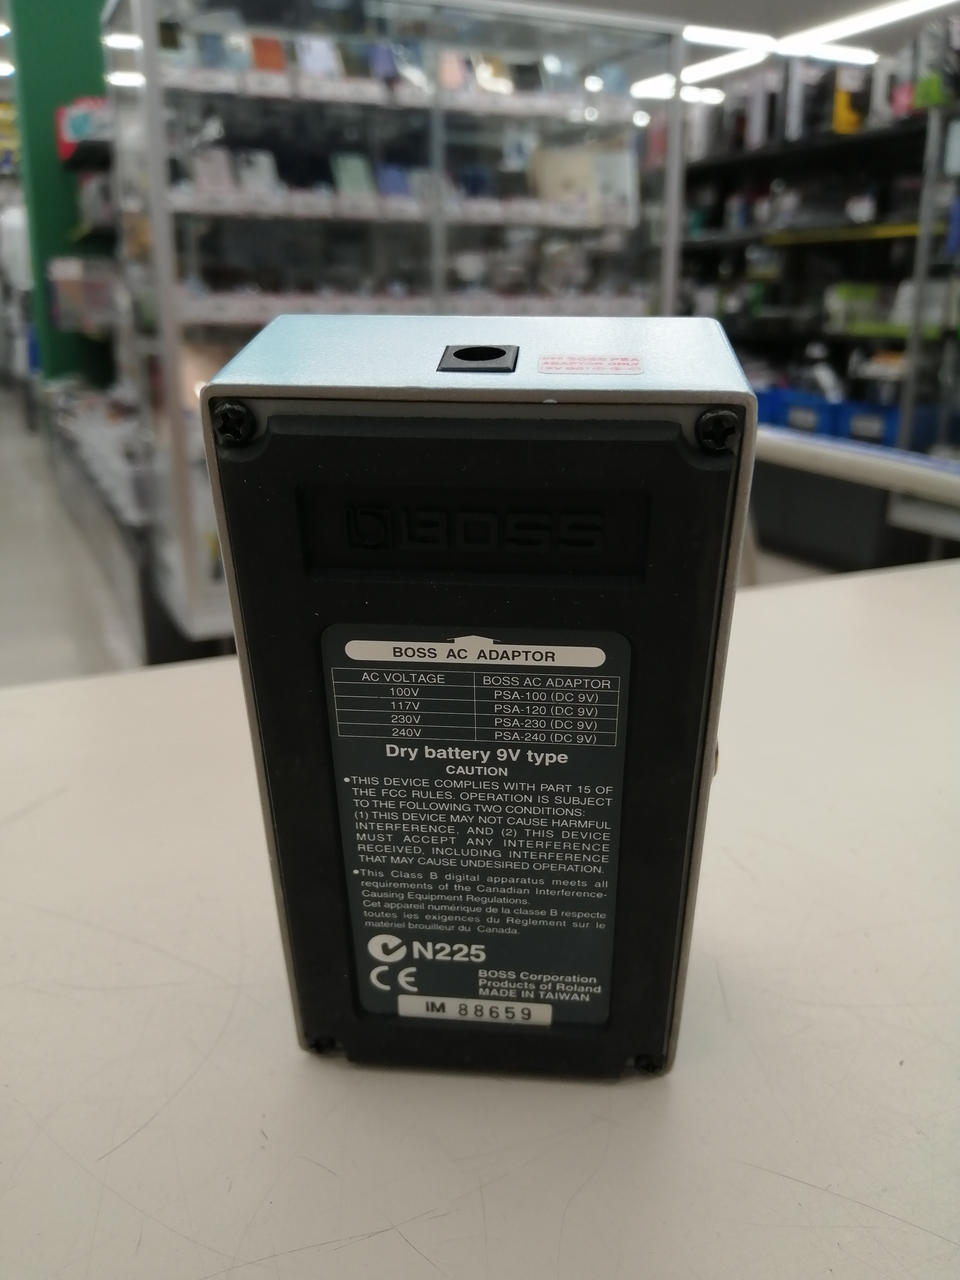 USE BOSS PSA
ADAPTOR ONLY
BOSS
BOSS AC ADAPTOR
AC VOLTAGE BOSS AC ADAPTOR
100V PSA-100 (DC 9V)
117V PSA-120 (DC 9V)
230V PSA-230 (DC 9V)
240V PSA-240 (DC 9V)
Dry battery 9V type
CAUTION
•THIS DEVICE COMPLIES WITH PART 15 OF
THE FCC RULES. OPERATION IS SUBJECT
TO THE FOLLOWING TWO CONDITIONS:
(1) THIS DEVICE MAY NOT CAUSE HARMFUL
INTERFERENCE, AND (2) THIS DEVICE
MUST ACCEPT ANY INTERFERENCE
RECEIVED, INCLUDING INTERFERENCE
THAT MAY CAUSE UNDESIRED OPERATION.
•This Class B digital apparatus meets all
requirements of the Canadian Interference-
Causing Equipment Regulations.
Cet appareil numérique de la classe B respecte
toutes les exigences du Règlement sur le
matériel brouilleur du Canada.
N225
CE
BOSS Corporation
Products of Roland
MADE IN TAIWAN
IM 88659